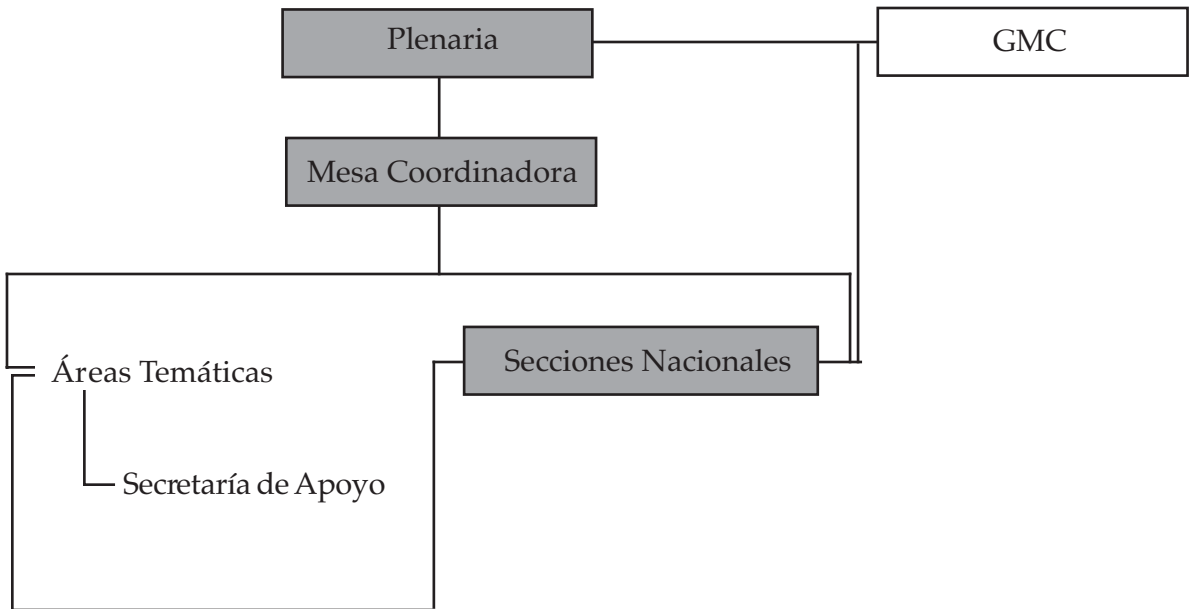 Plenaria
GMC
Mesa Coordinadora
Secciones Nacionales
Áreas Temáticas
Secretaría de Apoyo